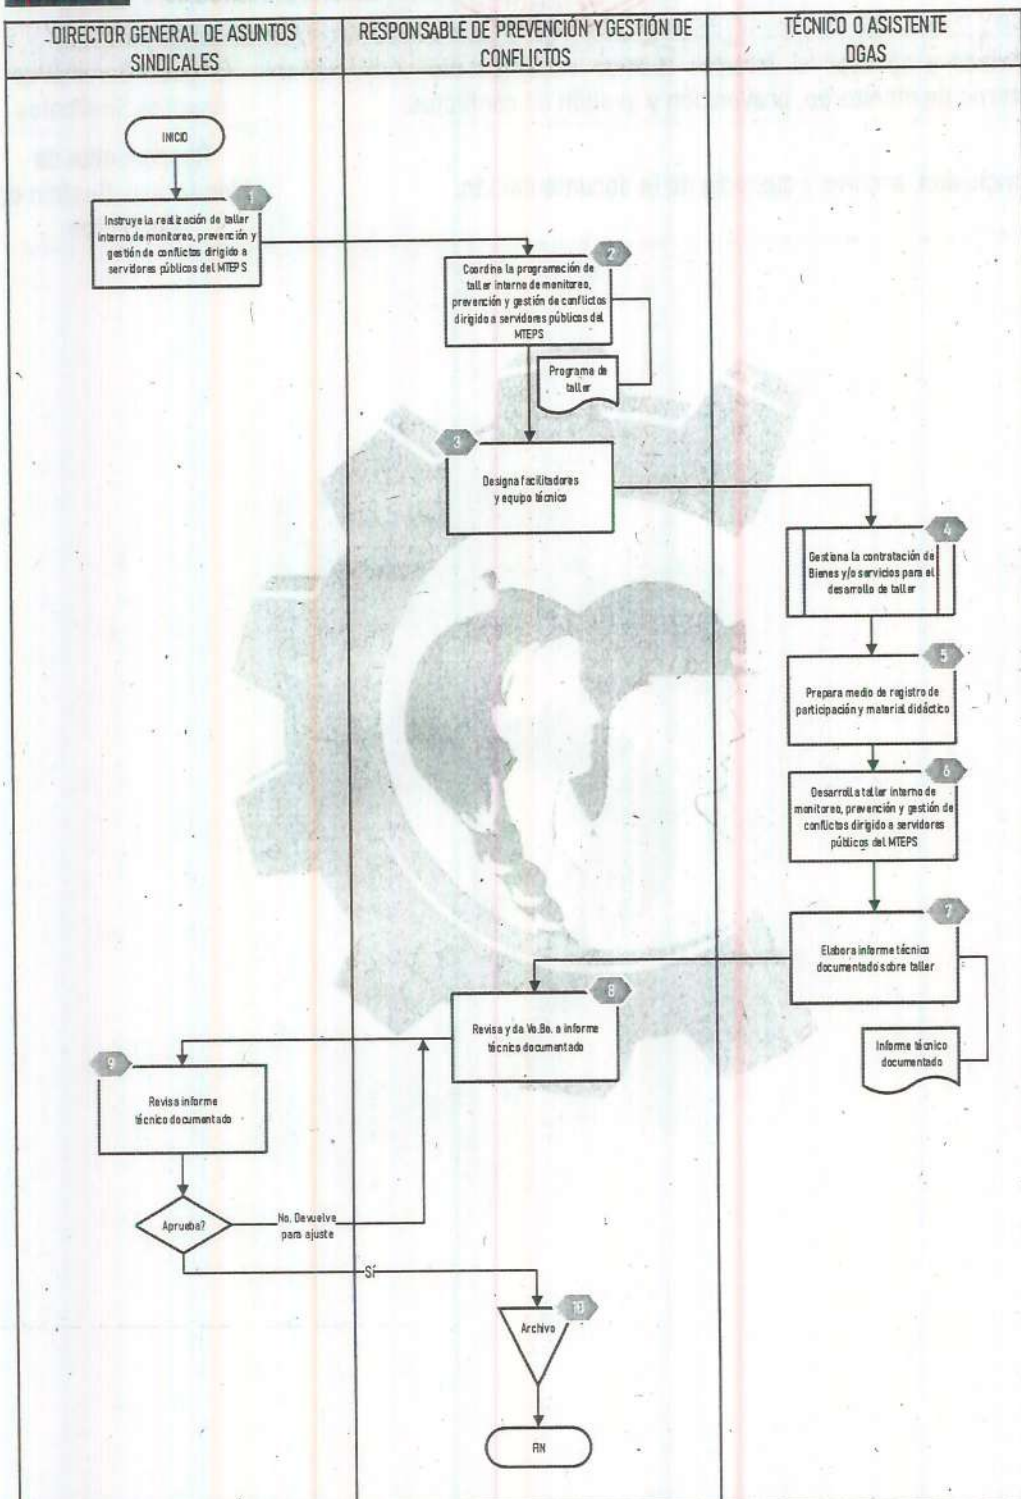 DIRECTOR GENERAL DE ASUNTOS
SINDICALES
RESPONSABLE DE PREVENCIÓN Y GESTIÓN DE
CONFLICTOS
TÉCNICO O ASISTENTE
DGAS
INICIO
1
Instruye la realización de taller
interno de monitoreo, prevención y
gestión de conflictos dirigido a
servidores públicos del MTEPS
2
Coordina la programación de
taller interno de monitoreo,
prevención y gestión de conflictos
dirigido a servidores públicos del
MTEPS
Programa de
taller
3
Designa facilitadores
y equipo técnico
4
Gestiona la contratación de
Bienes y/o servicios para el
desarrollo de taller
5
Prepara medio de registro de
participación y material didáctico
6
Desarrolla taller interno de
monitoreo, prevención y gestión de
conflictos dirigido a servidores
públicos del MTEPS
7
Elabora informe técnico
documentado sobre taller
Informe técnico
documentado
8
Revisa y da Vo.Bo. a informe
técnico documentado
9
Revisa informe
técnico documentado
Aprueba?
No. Devuelve
para ajuste
Sí
10
Archivo
FIN